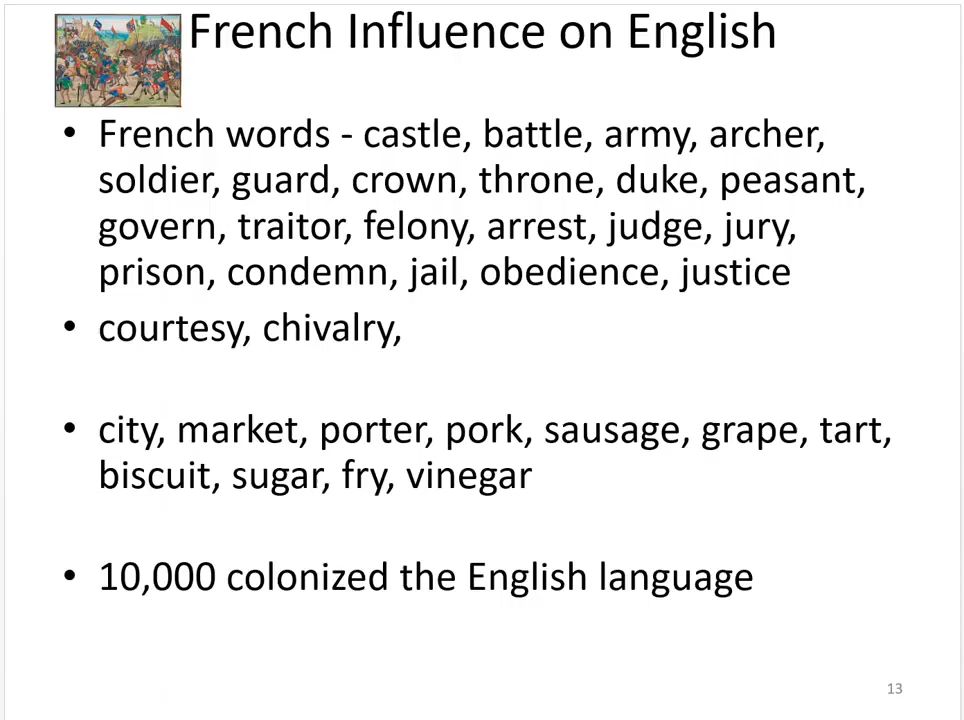 French Influence on English
• French words - castle, battle, army, archer,
soldier, guard, crown, throne, duke, peasant,
govern, traitor, felony, arrest, judge, jury,
prison, condemn, jail, obedience, justice
• courtesy, chivalry,
• city, market, porter, pork, sausage, grape, tart,
biscuit, sugar, fry, vinegar
• 10,000 colonized the English language
13